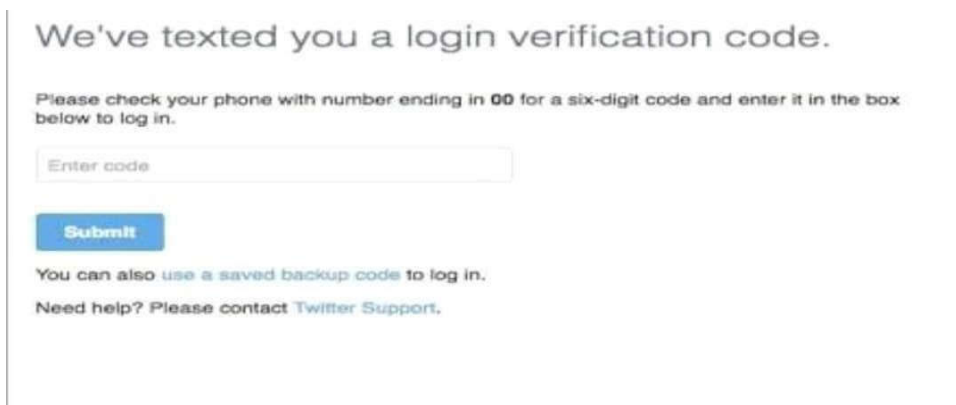 We've texted you a login verification code.
Please check your phone with number ending in 00 for a six-digit code and enter it in the box
below to log in.
Enter code
Submit
You can also use a saved backup code to log in.
Need help? Please contact Twitter Support.